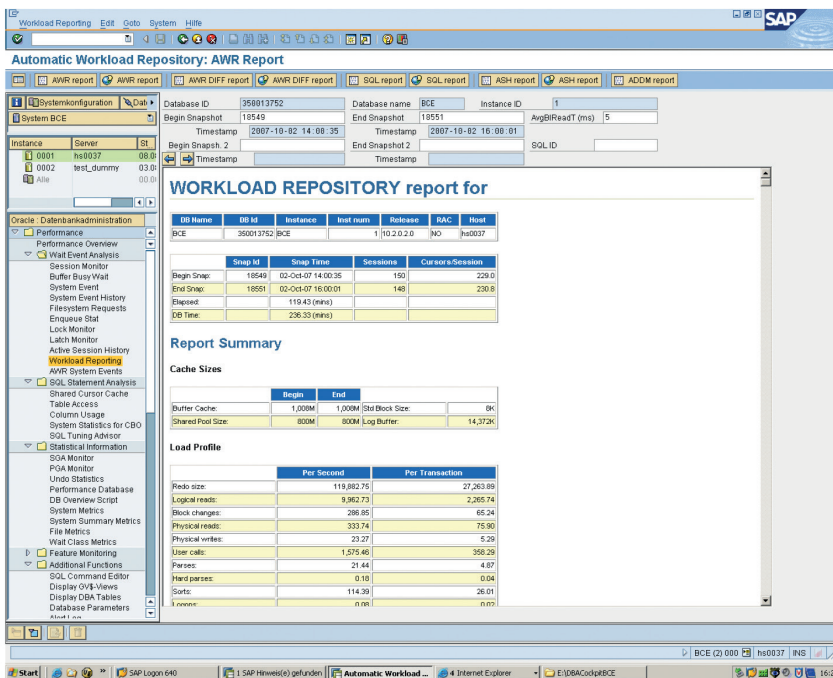 Workload Reporting Edit Goto System Hilfe
SAP
Automatic Workload Repository: AWR Report
AWR report AWR report AWR DIFF report AWR DIFF report SQL report SQL report ASH report ASH report ADDM report
Systemkonfiguration
System BCE
Instance Server St
0001 hs0037 08.0
0002 test_dummy 03.0
Alle 00.0
Database ID 350013752 Database name BCE Instance ID 1
Begin Snapshot 18549 End Snapshot 18551 AvgBlReadT (ms) 5
Timestamp 2007-10-02 14:00:35 Timestamp 2007-10-02 16:00:01
Begin Snapsh. 2 End Snapshot 2 SQL ID
Timestamp Timestamp
Oracle : Datenbankadministration
Performance
Performance Overview
Wait Event Analysis
Session Monitor
Buffer Busy Wait
System Event
System Event History
Filesystem Requests
Enqueue Stat
Lock Monitor
Latch Monitor
Active Session History
Workload Reporting
AWR System Events
SQL Statement Analysis
Shared Cursor Cache
Table Access
Column Usage
System Statistics for CBO
SQL Tuning Advisor
Statistical Information
SGA Monitor
PGA Monitor
Undo Statistics
Performance Database
DB Overview Script
System Metrics
System Summary Metrics
File Metrics
Wait Class Metrics
Feature Monitoring
Additional Functions
SQL Command Editor
Display GV$-Views
Display DBA Tables
Database Parameters
Alert Log
WORKLOAD REPOSITORY report for
DB Name DB Id Instance Inst num Release RAC Host
BCE 350013752 BCE 1 10.2.0.2.0 NO hs0037
Snap Id Snap Time Sessions Cursors/Session
Begin Snap: 18549 02-Oct-07 14:00:35 150 229.0
End Snap: 18551 02-Oct-07 16:00:01 148 230.8
Elapsed: 119.43 (mins)
DB Time: 236.33 (mins)
Report Summary
Cache Sizes
Begin End
Buffer Cache: 1,008M 1,008M Std Block Size: 8K
Shared Pool Size: 800M 800M Log Buffer: 14,372K
Load Profile
Per Second Per Transaction
Redo size: 119,882.75 27,263.89
Logical reads: 9,962.73 2,265.74
Block changes: 286.85 65.24
Physical reads: 333.74 75.90
Physical writes: 23.27 5.29
User calls: 1,575.46 358.29
Parses: 21.44 4.87
Hard parses: 0.18 0.04
Sorts: 114.39 26.01
Logons: 0.08 0.02
BCE (2) 000 hs0037 INS
Start SAP Logon 640 1 SAP Hinweis(e) gefunden Automatic Workload ... 4 Internet Explorer E:\DBACockpitBCE